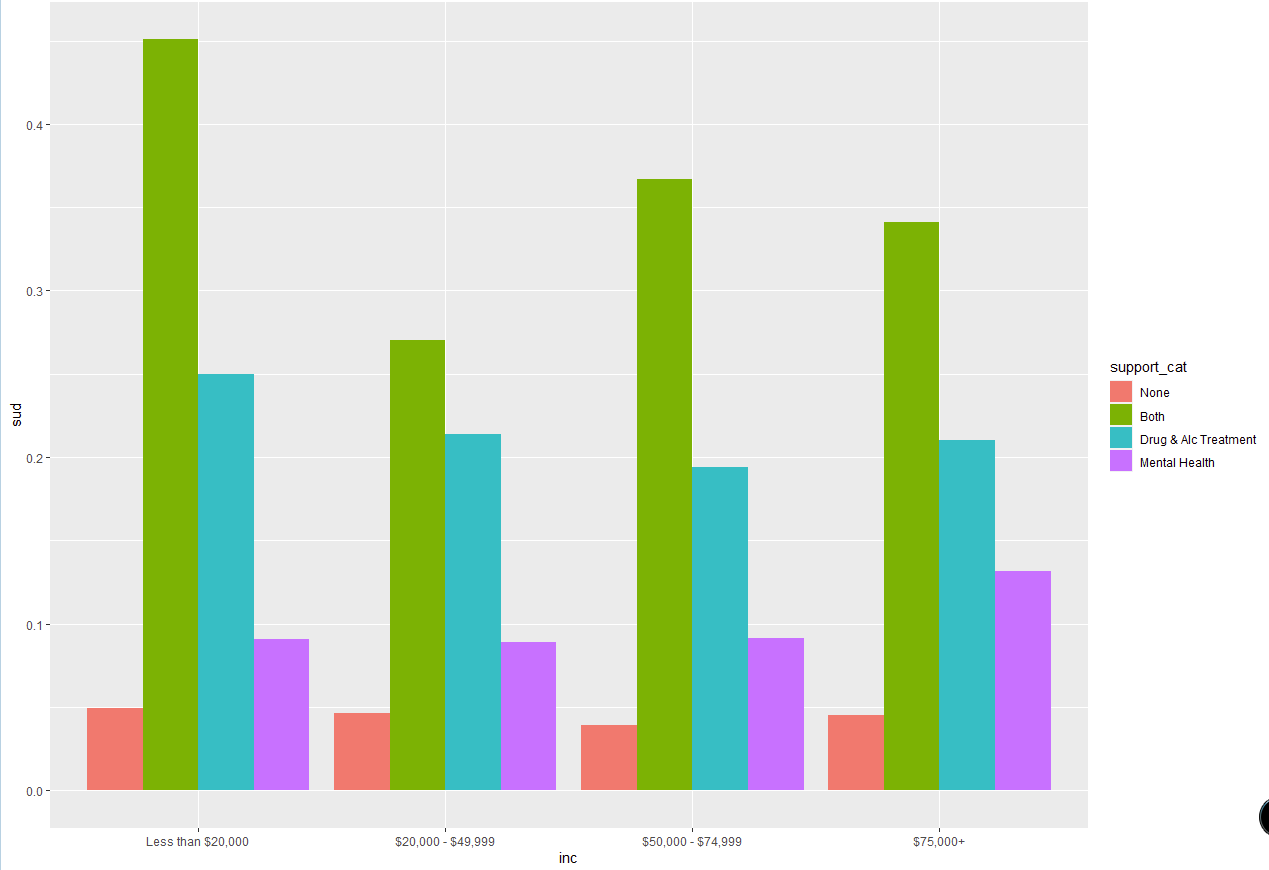 0.4
0.3
0.2
0.1
0.0
sud
Less than $20,000
$20,000 - $49,999
$50,000 - $74,999
$75,000+
inc
support_cat
None
Both
Drug & Alc Treatment
Mental Health